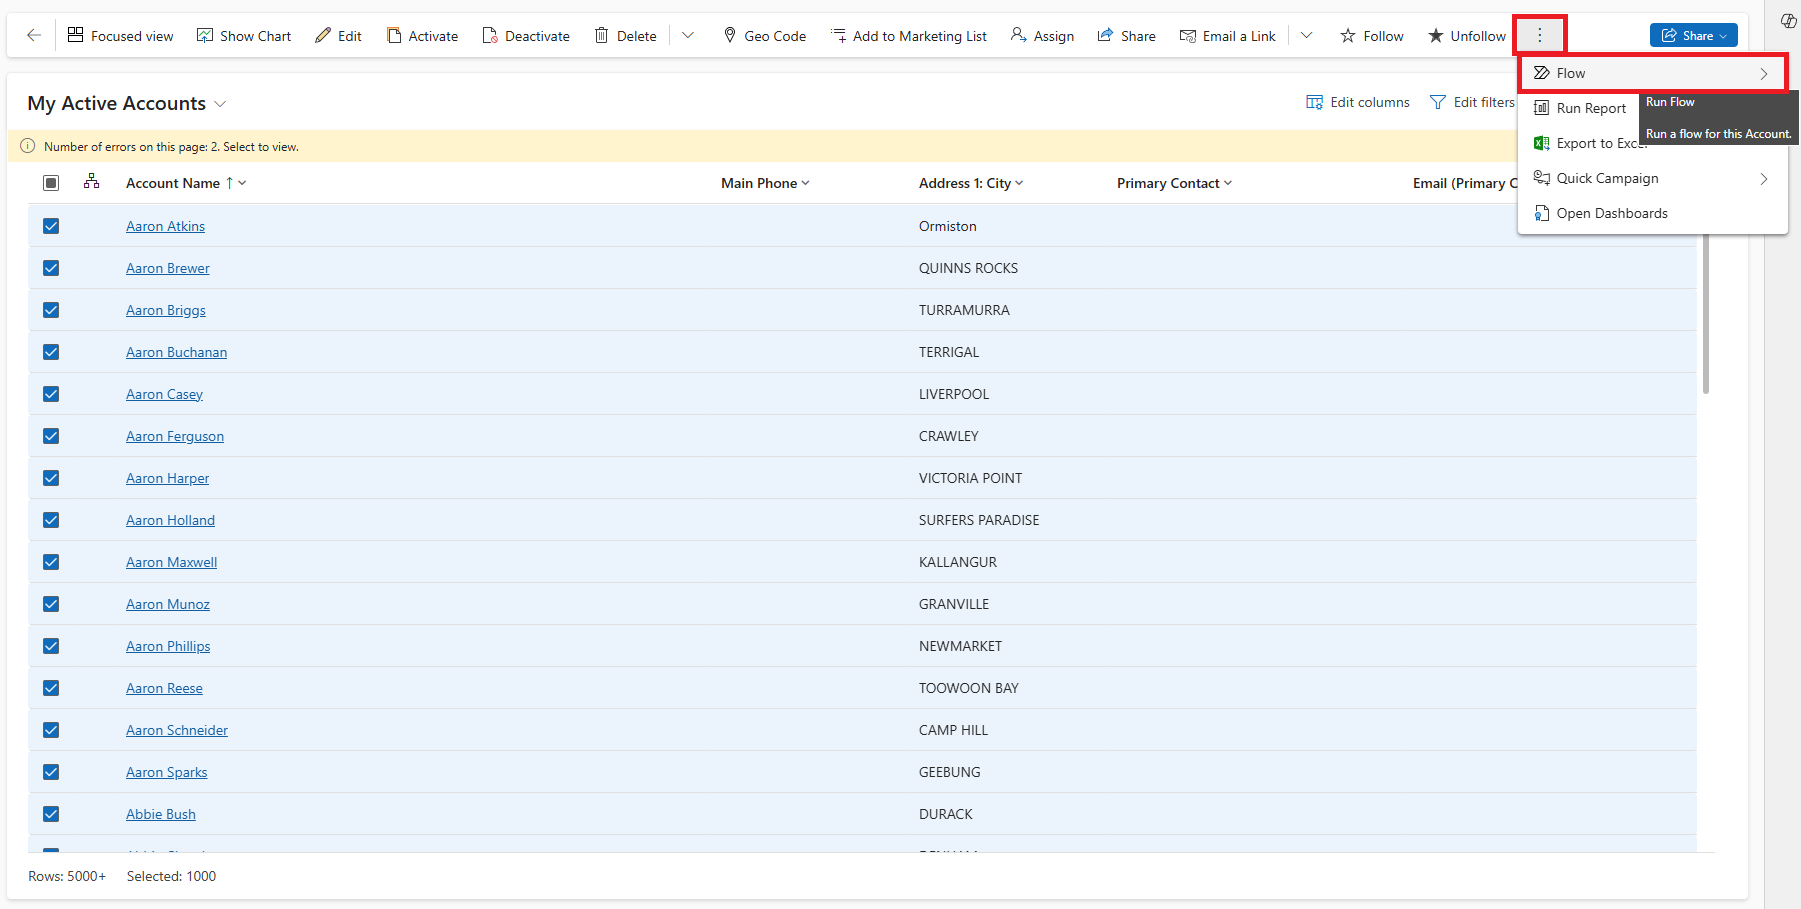 Focused view Show Chart Edit Activate Deactivate Delete Geo Code Add to Marketing List Assign Share Email a Link Follow Unfollow Share
Flow
Run Report
Run Flow
Run a flow for this Account.
Export to Excel
Quick Campaign
Open Dashboards
My Active Accounts Edit columns Edit filters
Number of errors on this page: 2. Select to view.
Account Name ↑ Main Phone Address 1: City Primary Contact Email (Primary C
Aaron Atkins Ormiston
Aaron Brewer QUINNS ROCKS
Aaron Briggs TURRAMURRA
Aaron Buchanan TERRIGAL
Aaron Casey LIVERPOOL
Aaron Ferguson CRAWLEY
Aaron Harper VICTORIA POINT
Aaron Holland SURFERS PARADISE
Aaron Maxwell KALLANGUR
Aaron Munoz GRANVILLE
Aaron Phillips NEWMARKET
Aaron Reese TOOWOON BAY
Aaron Schneider CAMP HILL
Aaron Sparks GEEBUNG
Abbie Bush DURACK
Rows: 5000+ Selected: 1000